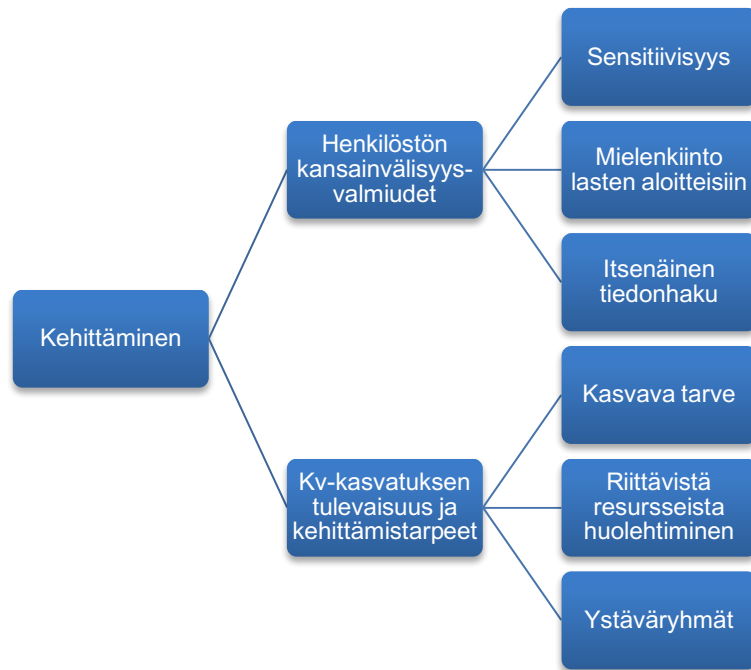 Sensitiivisyys
Henkilöstön
kansainvälisyys-
valmiudet
Mielenkiinto
lasten aloitteisiin
Itsenäinen
tiedonhaku
Kehittäminen
Kasvava tarve
Kv-kasvatuksen
tulevaisuus ja
kehittämistarpeet
Riittävistä
resursseista
huolehtiminen
Ystäväryhmät